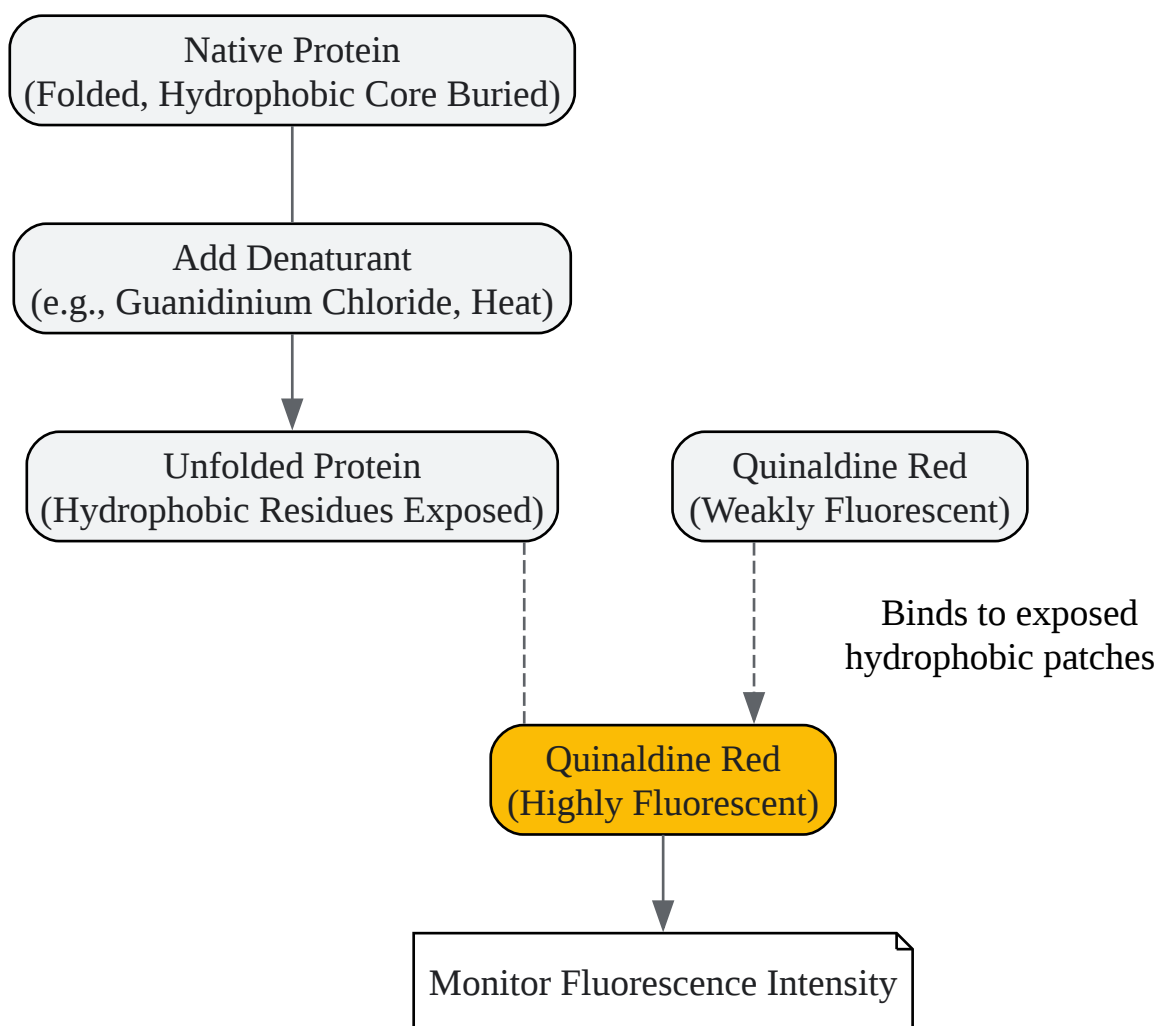 Native Protein
(Folded, Hydrophobic Core Buried)
Add Denaturant
(e.g., Guanidinium Chloride, Heat)
Unfolded Protein
(Hydrophobic Residues Exposed)
Quinaldine Red
(Weakly Fluorescent)
Binds to exposed
hydrophobic patches
Quinaldine Red
(Highly Fluorescent)
Monitor Fluorescence Intensity